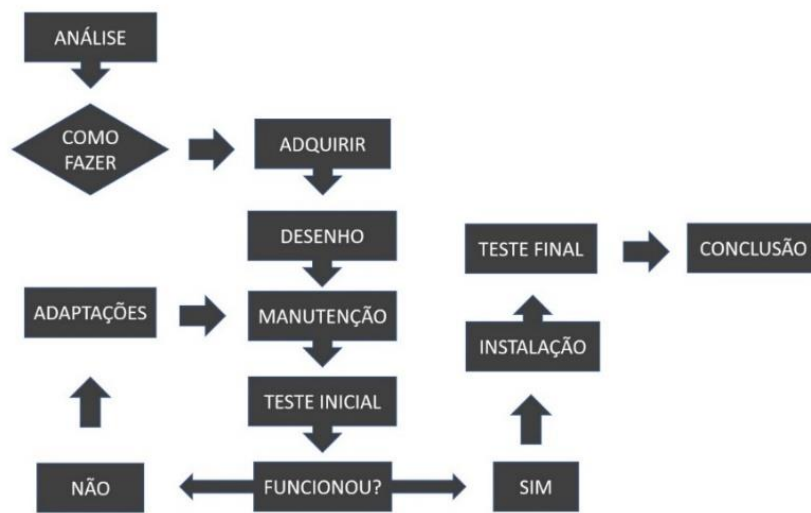 ANÁLISE
COMO
FAZER
ADQUIRIR
DESENHO
TESTE FINAL
CONCLUSÃO
ADAPTAÇÕES
MANUTENÇÃO
INSTALAÇÃO
TESTE INICIAL
NÃO
FUNCIONOU?
SIM